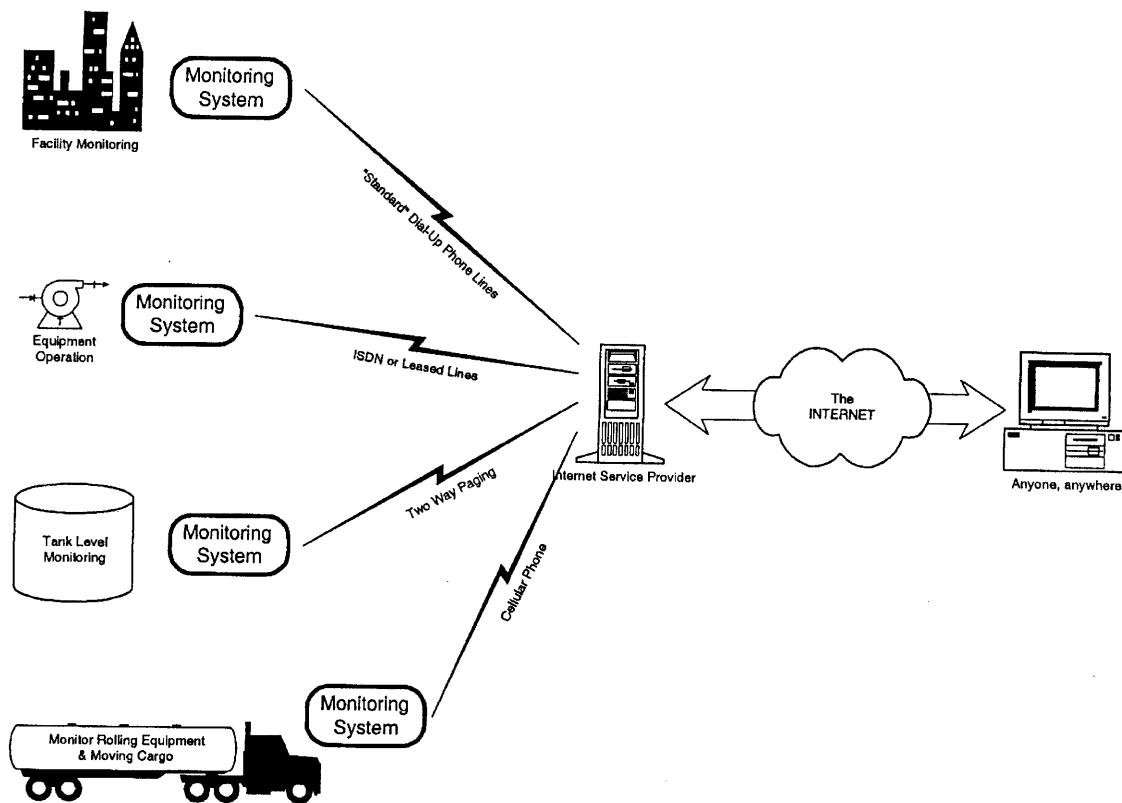 Monitoring
System
Facility Monitoring
"Standard" Dial-Up Phone Lines
Monitoring
System
Equipment
Operation
ISDN or Leased Lines
The
INTERNET
Internet Service Provider
Anyone, anywhere
Two Way Paging
Tank Level
Monitoring
Monitoring
System
Cellular Phone
Monitoring
System
Monitor Rolling Equipment
& Moving Cargo